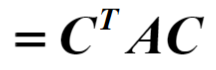 = C^T AC